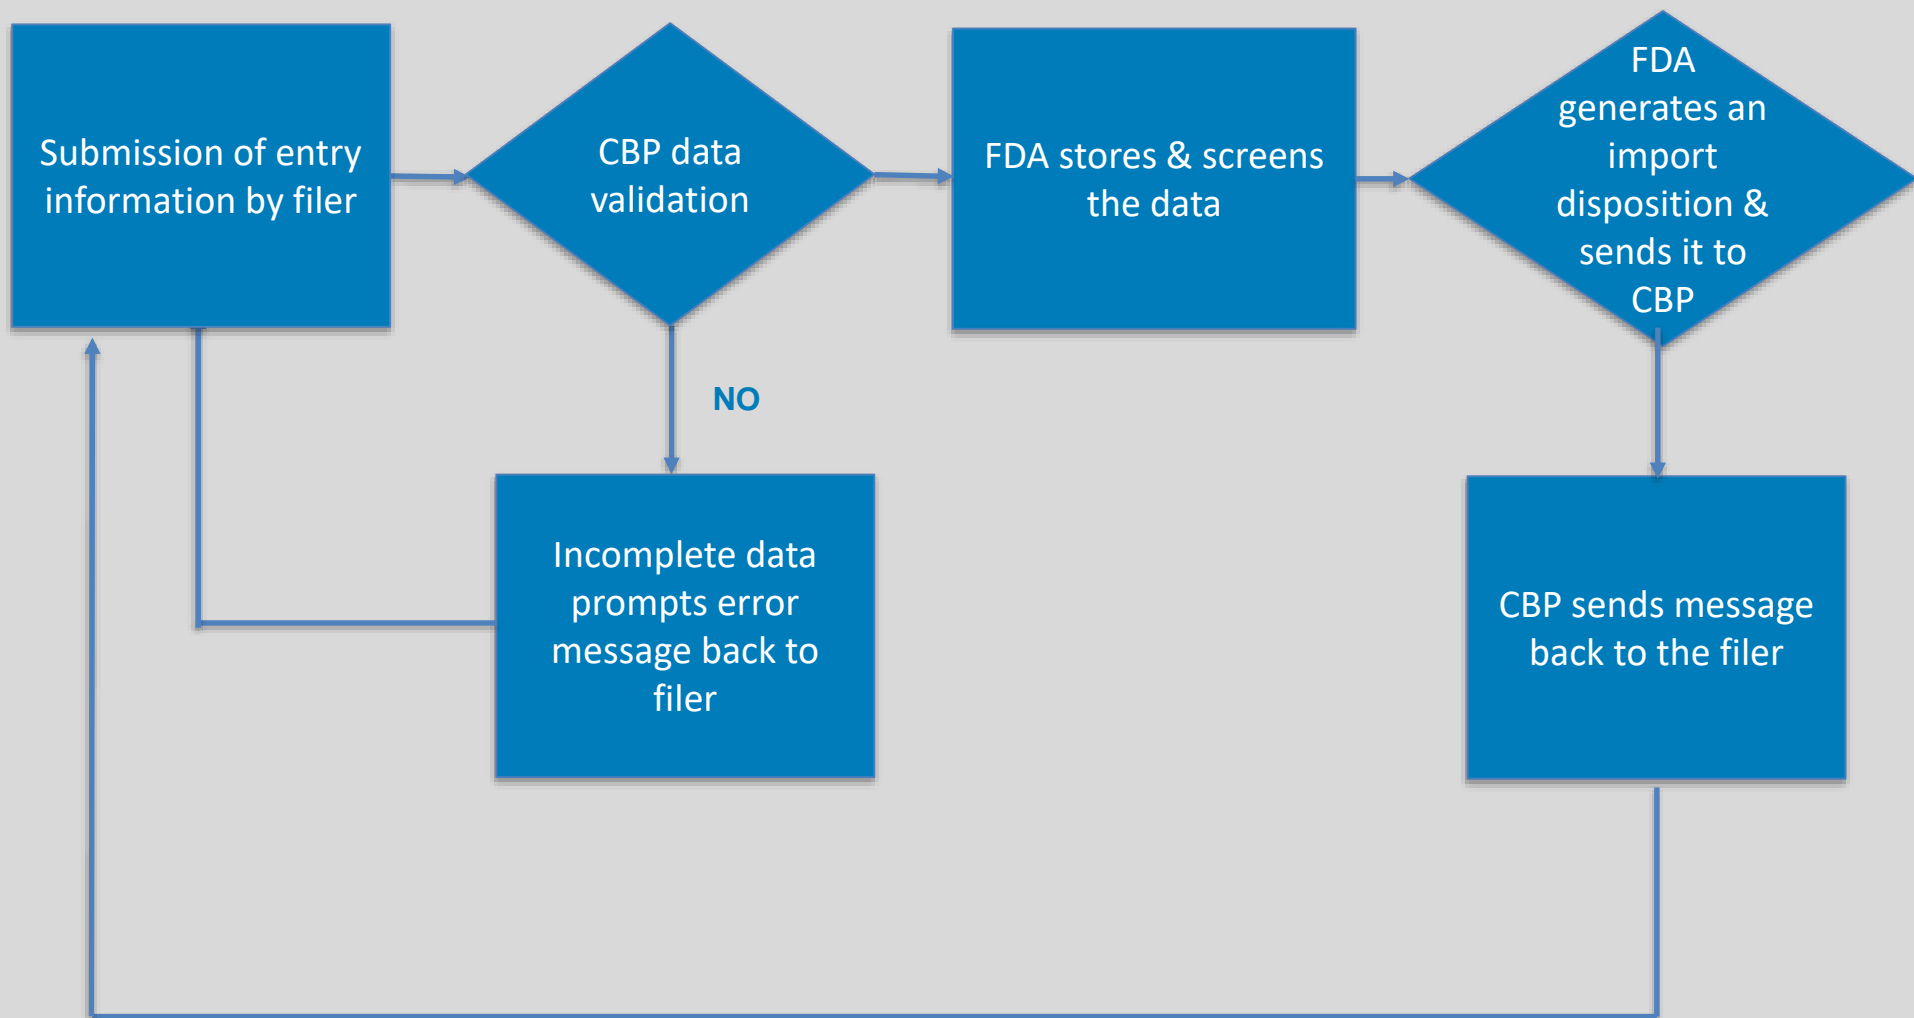 Submission of entry
information by filer
CBP data
validation
FDA stores & screens
the data
FDA
generates an
import
disposition &
sends it to
CBP
NO
Incomplete data
prompts error
message back to
filer
CBP sends message
back to the filer